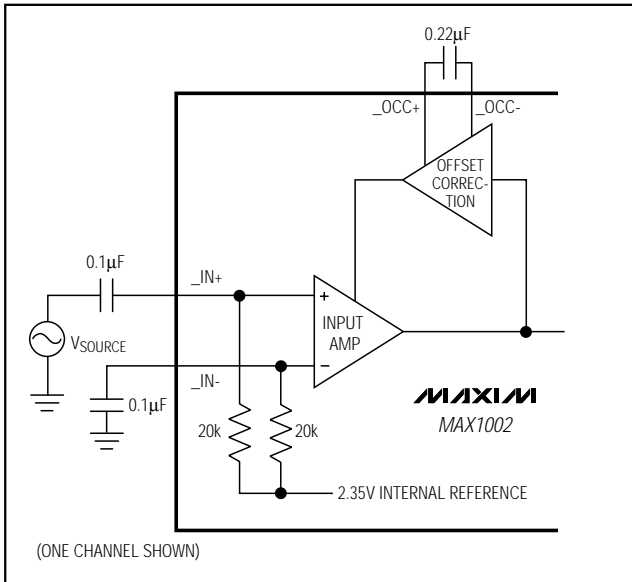 0.22µF
_OCC+
_OCC-
OFFSET
CORREC-
TION
0.1µF
_IN+
+
INPUT
AMP
VSOURCE
_IN-
−
0.1µF
20k
20k
MAXIM
MAX1002
2.35V INTERNAL REFERENCE
(ONE CHANNEL SHOWN)